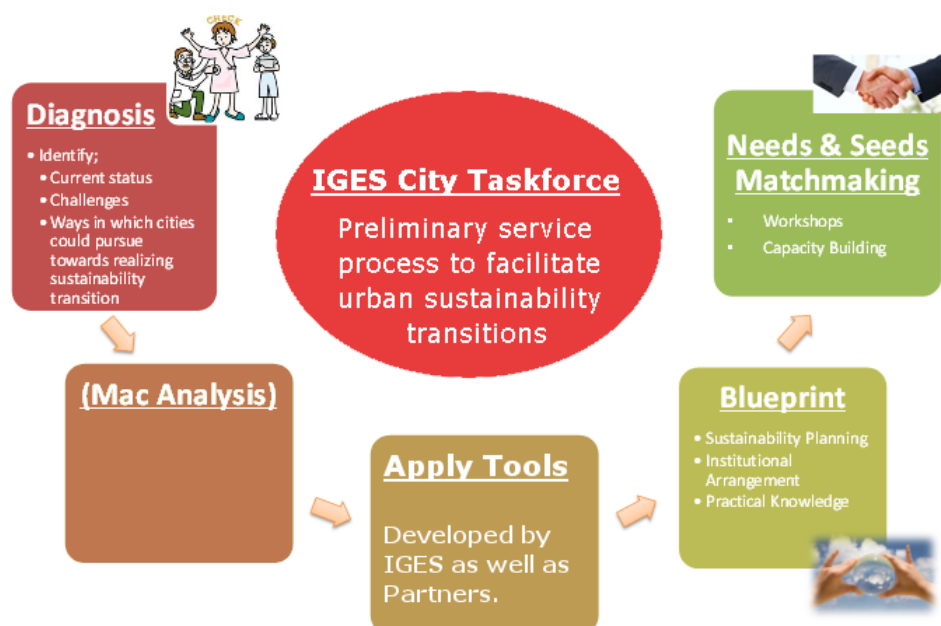 CHECK
Diagnosis
• Identify;
• Current status
• Challenges
• Ways in which cities
could pursue
towards realizing
sustainability
transition
(Mac Analysis)
Apply Tools
Developed by
IGES as well as
Partners.
Blueprint
• Sustainability Planning
• Institutional
Arrangement
• Practical Knowledge
Needs & Seeds
Matchmaking
▪ Workshops
▪ Capacity Building
IGES City Taskforce
Preliminary service
process to facilitate
urban sustainability
transitions